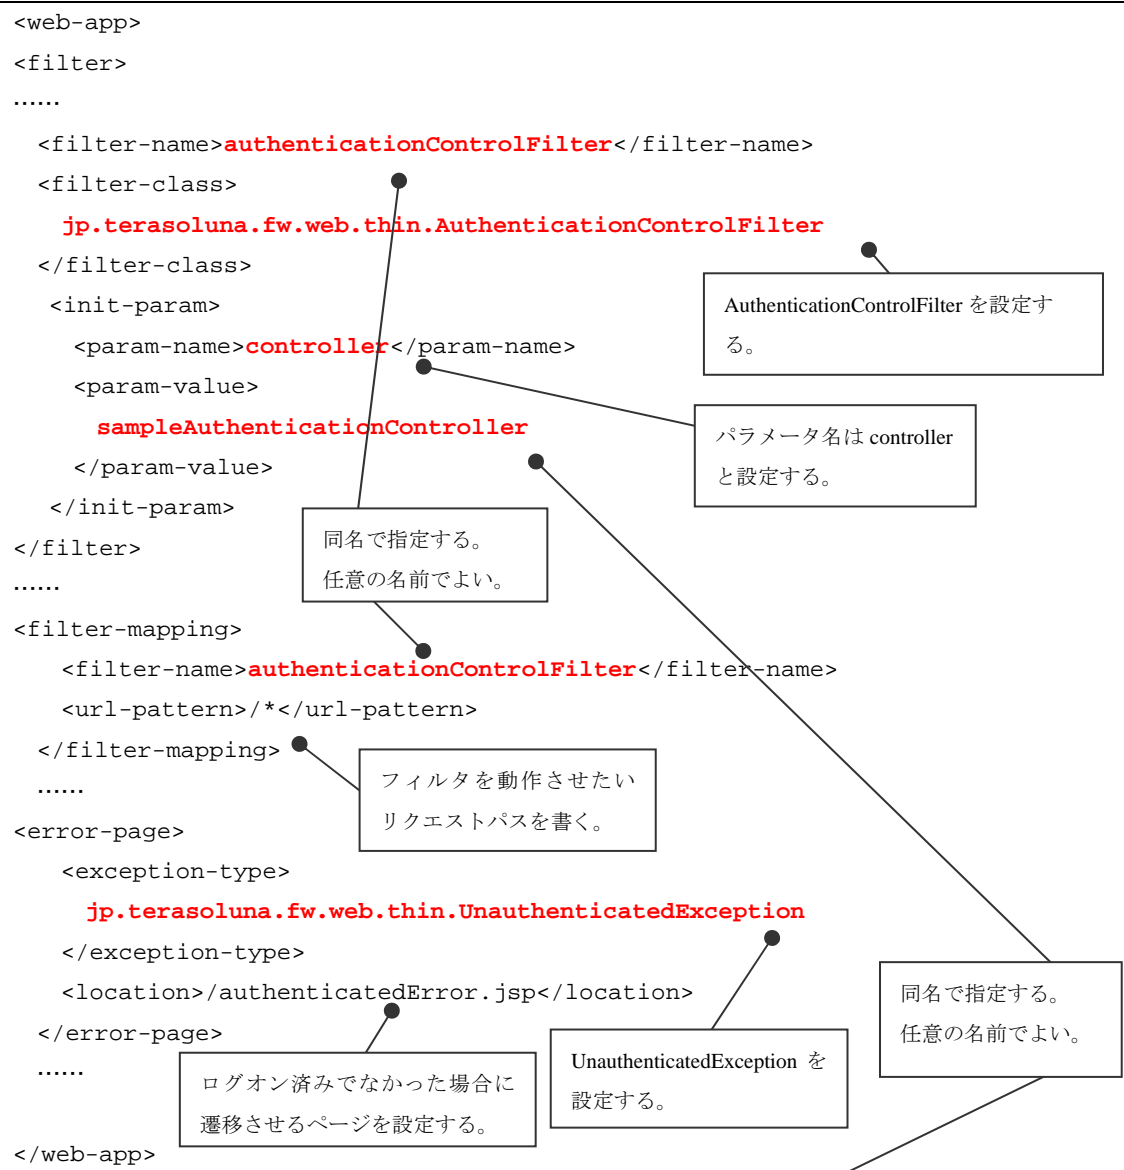 <web-app>
<filter>
……
<filter-name>authenticationControlFilter</filter-name>
<filter-class>
jp.terasoluna.fw.web.thin.AuthenticationControlFilter
</filter-class>
AuthenticationControlFilter を設定す
る。
<init-param>
<param-name>controller</param-name>
<param-value>
sampleAuthenticationController
</param-value>
</init-param>
パラメータ名は controller
と設定する。
</filter>
同名で指定する。
任意の名前でよい。
……
<filter-mapping>
<filter-name>authenticationControlFilter</filter-name>
<url-pattern>/*</url-pattern>
</filter-mapping>
フィルタを動作させたい
リクエストパスを書く。
……
<error-page>
<exception-type>
jp.terasoluna.fw.web.thin.UnauthenticatedException
</exception-type>
<location>/authenticatedError.jsp</location>
</error-page>
同名で指定する。
任意の名前でよい。
UnauthenticatedException を
設定する。
……
ログオン済みでなかった場合に
遷移させるページを設定する。
</web-app>